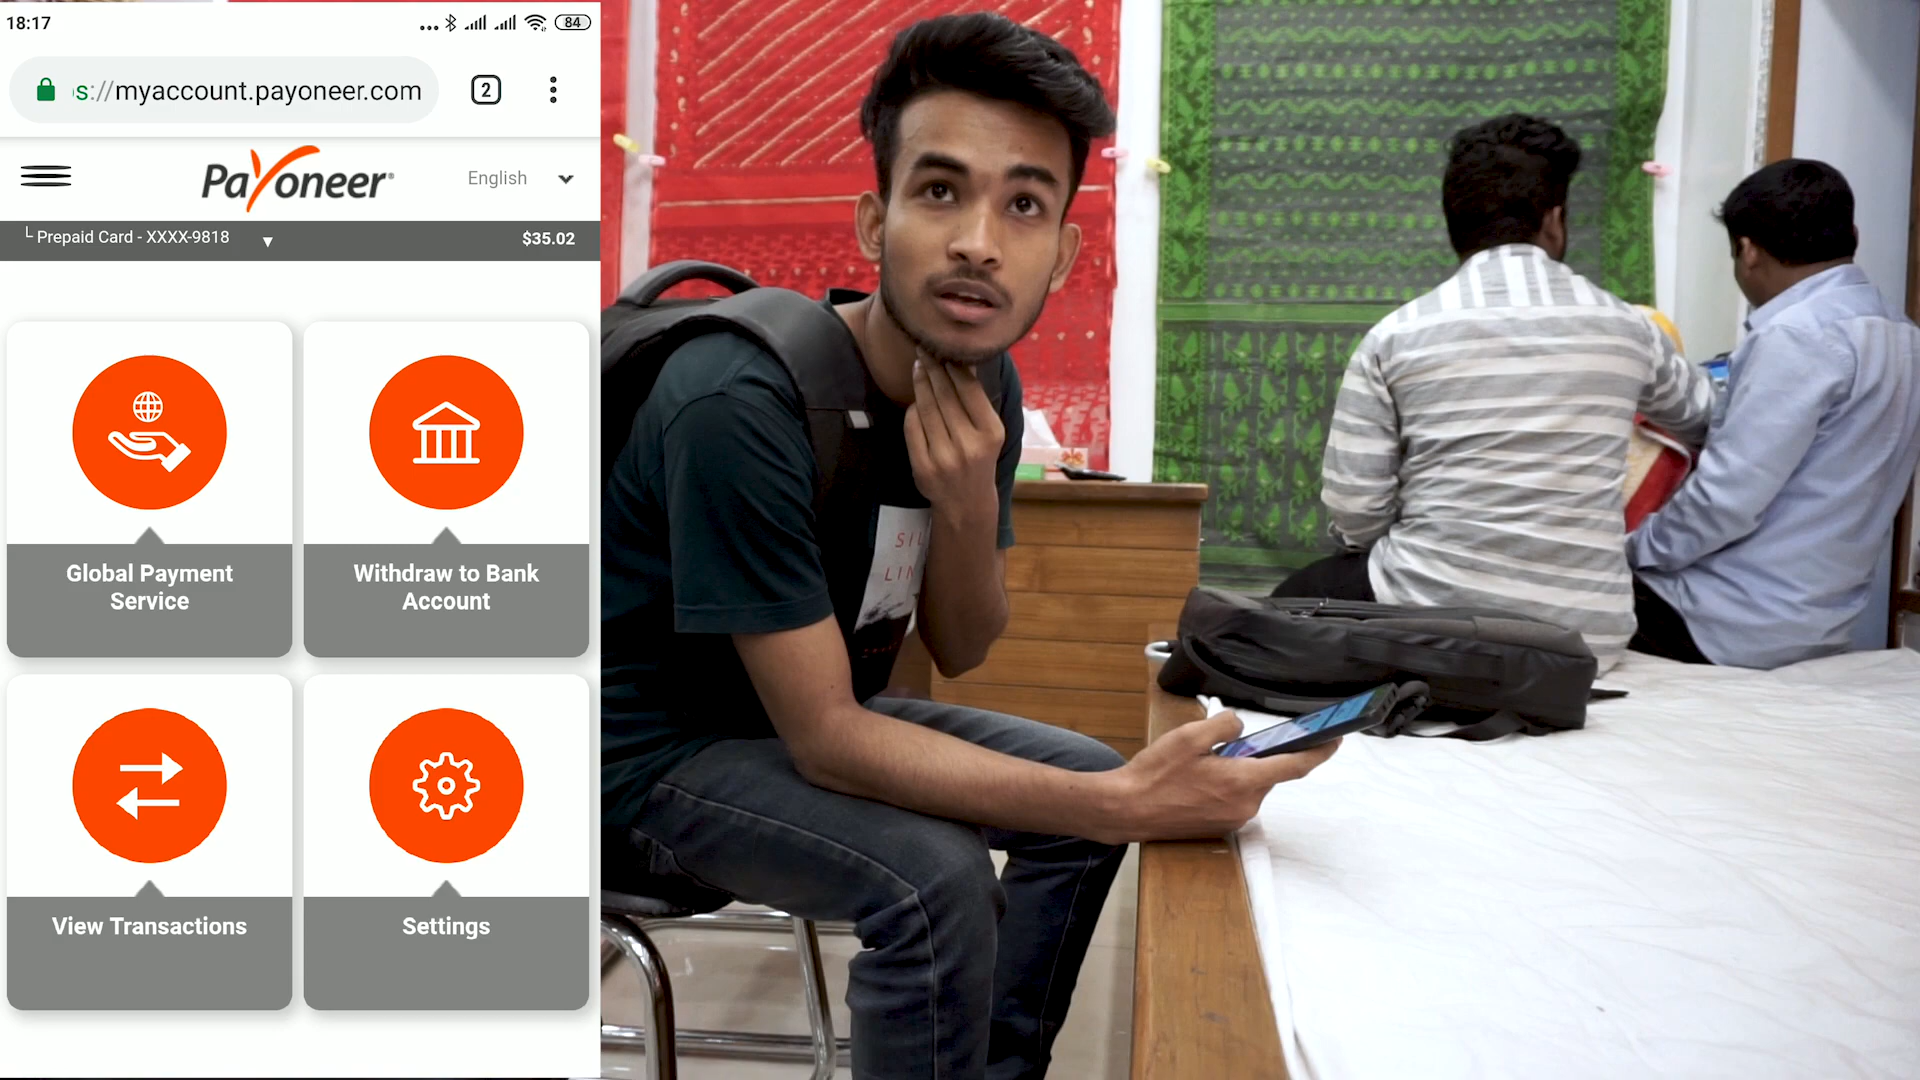 18:17
84
s://myaccount.payoneer.com
2
Payoneer
English
Prepaid Card - XXXX-9818
$35.02
Global Payment
Service
Withdraw to Bank
Account
View Transactions
Settings